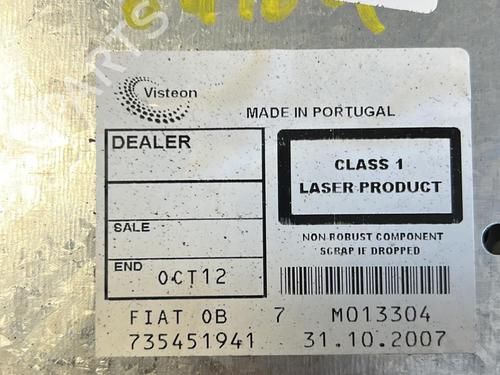 Visteon
MADE IN PORTUGAL
DEALER
CLASS 1
LASER PRODUCT
SALE
NON ROBUST COMPONENT
SCRAP IF DROPPED
END
OCT12
FIAT OB 7 M013304
735451941 31.10.2007